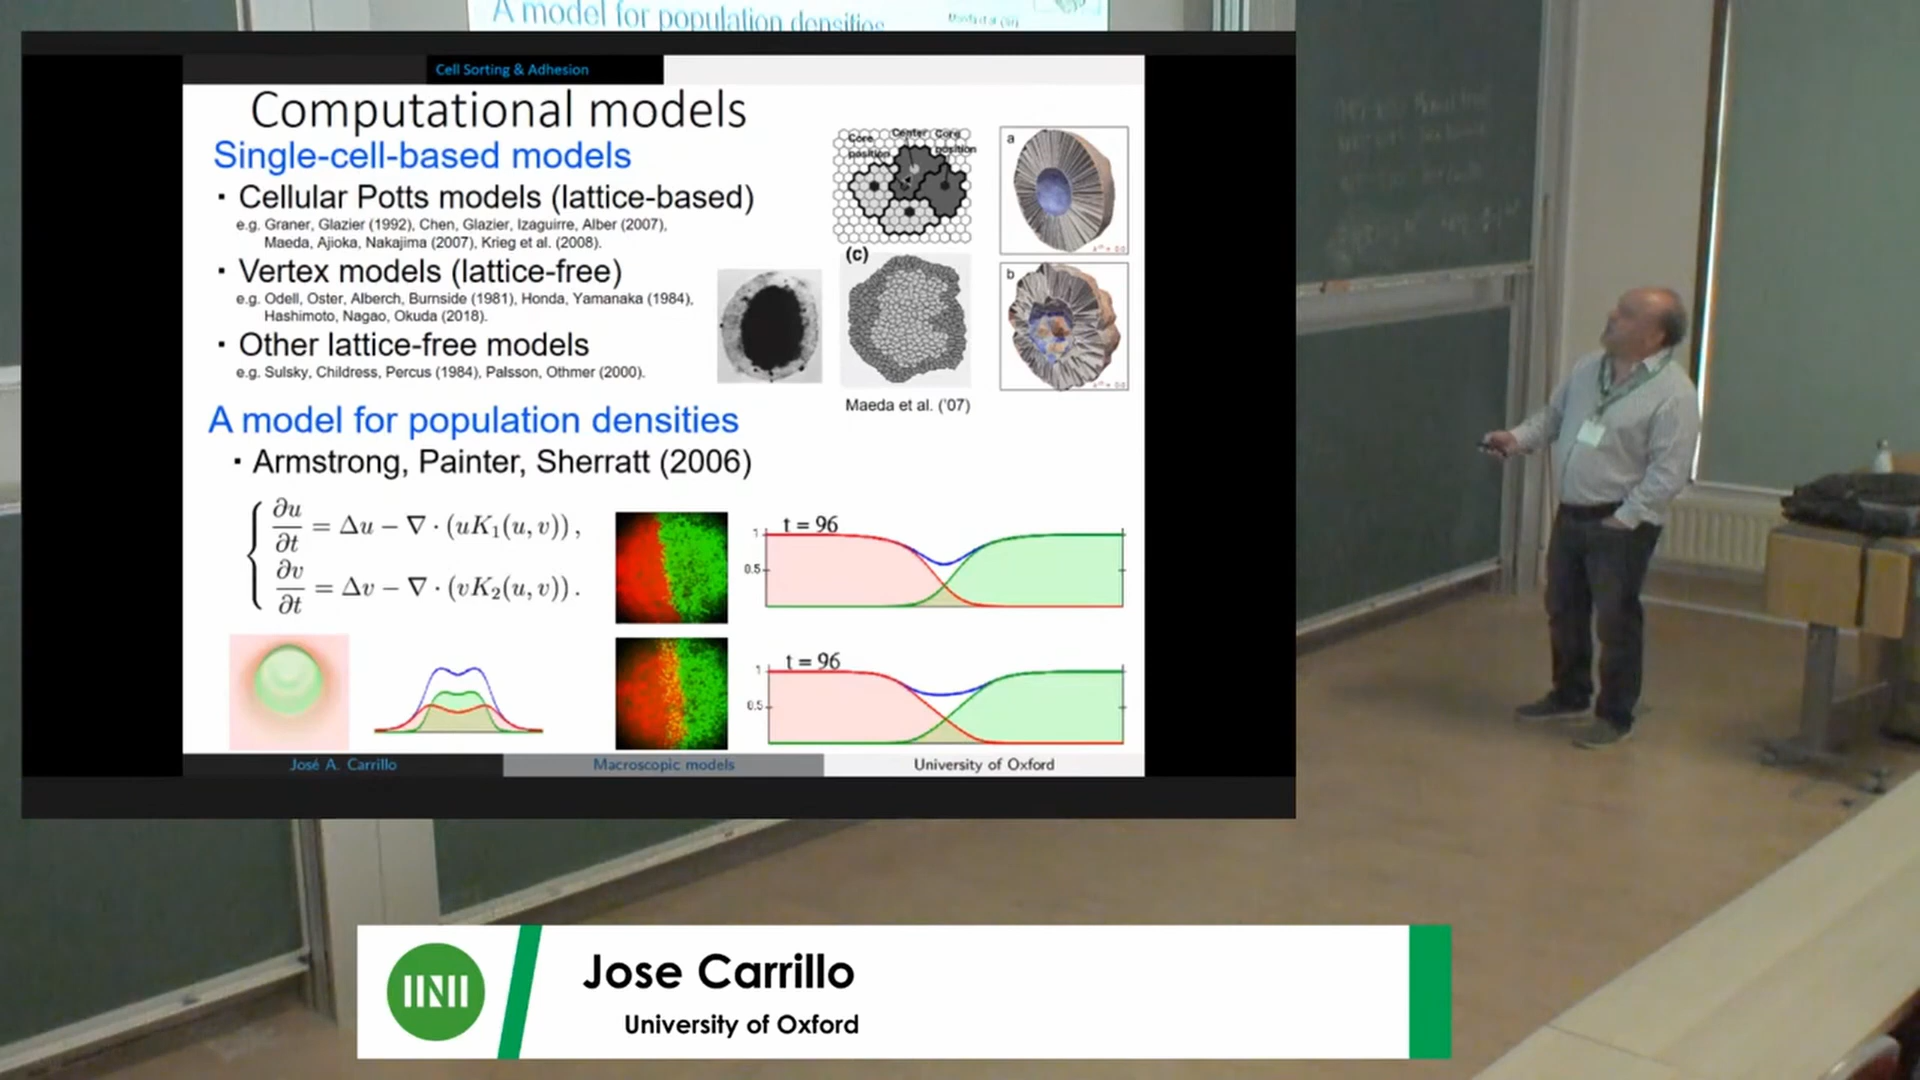 A model for population densities
Cell Sorting & Adhesion
Computational models
Single-cell-based models
· Cellular Potts models (lattice-based)
e.g. Graner, Glazier (1992), Chen, Glazier, Izaguirre, Alber (2007),
Maeda, Ajioka, Nakajima (2007), Krieg et al. (2008).
· Vertex models (lattice-free)
e.g. Odell, Oster, Alberch, Burnside (1981), Honda, Yamanaka (1984),
Hashimoto, Nagao, Okuda (2018).
· Other lattice-free models
e.g. Sulsky, Childress, Percus (1984), Palsson, Othmer (2000).
Core position
Center
Core position
(c)
a
b
Maeda et al. ('07)
A model for population densities
· Armstrong, Painter, Sherratt (2006)
∂u/∂t = Δu − ∇ · (uK₁(u, v)),
∂v/∂t = Δv − ∇ · (vK₂(u, v)).
t = 96
1
0.5
t = 96
1
0.5
José A. Carrillo
Macroscopic models
University of Oxford
Jose Carrillo
University of Oxford